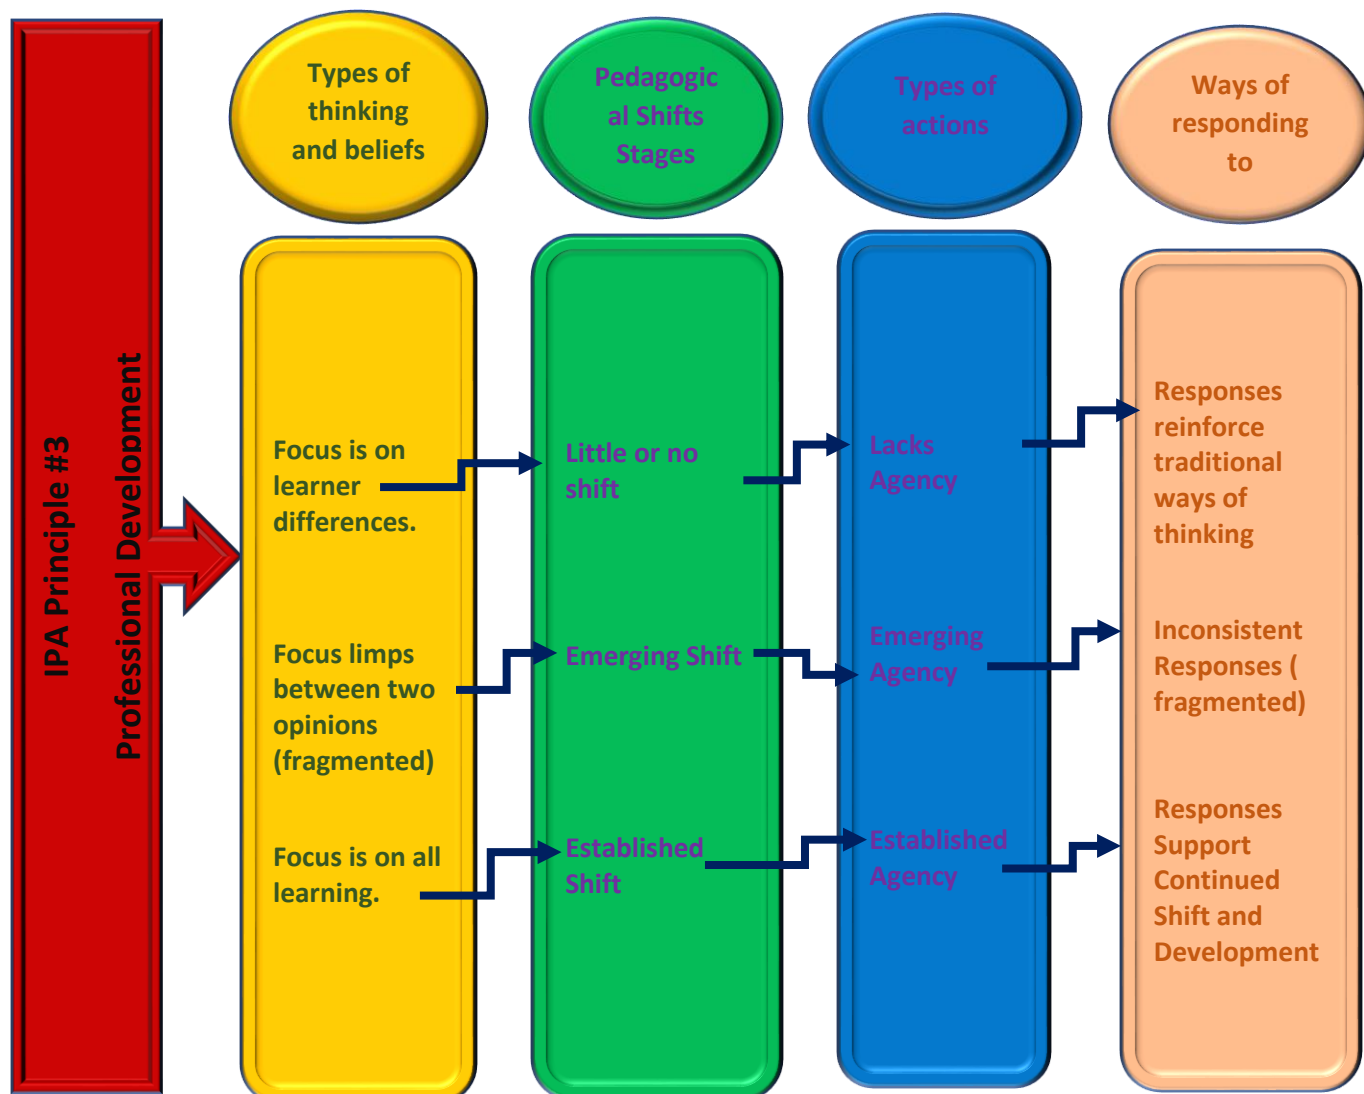 IPA Principle #3
Professional Development
Types of
thinking
and beliefs
Pedagogic
al Shifts
Stages
Types of
actions
Ways of
responding
to
Focus is on
learner
differences.
Little or no
shift
Lacks
Agency
Responses
reinforce
traditional
ways of
thinking
Focus limps
between two
opinions
(fragmented)
Emerging Shift
Emerging
Agency
Inconsistent
Responses (
fragmented)
Focus is on all
learning.
Established
Shift
Established
Agency
Responses
Support
Continued
Shift and
Development